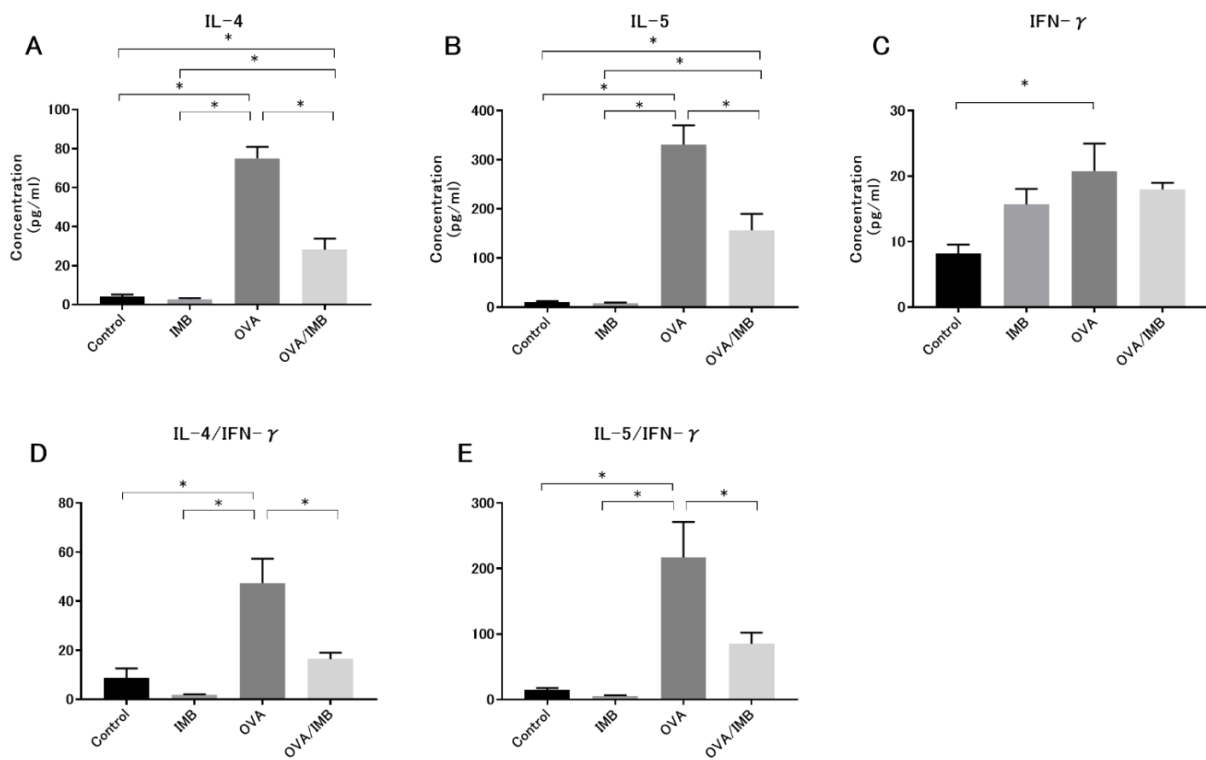 A
IL-4
*
*
*
*
*
Concentration
(pg/ml)
100
80
60
40
20
0
Control
IMB
OVA
OVA/IMB
B
IL-5
*
*
*
*
*
Concentration
(pg/ml)
400
300
200
100
0
Control
IMB
OVA
OVA/IMB
C
IFN-γ
*
Concentration
(pg/ml)
30
20
10
0
Control
IMB
OVA
OVA/IMB
D
IL-4/IFN-γ
*
*
*
80
60
40
20
0
Control
IMB
OVA
OVA/IMB
E
IL-5/IFN-γ
*
*
*
300
200
100
0
Control
IMB
OVA
OVA/IMB